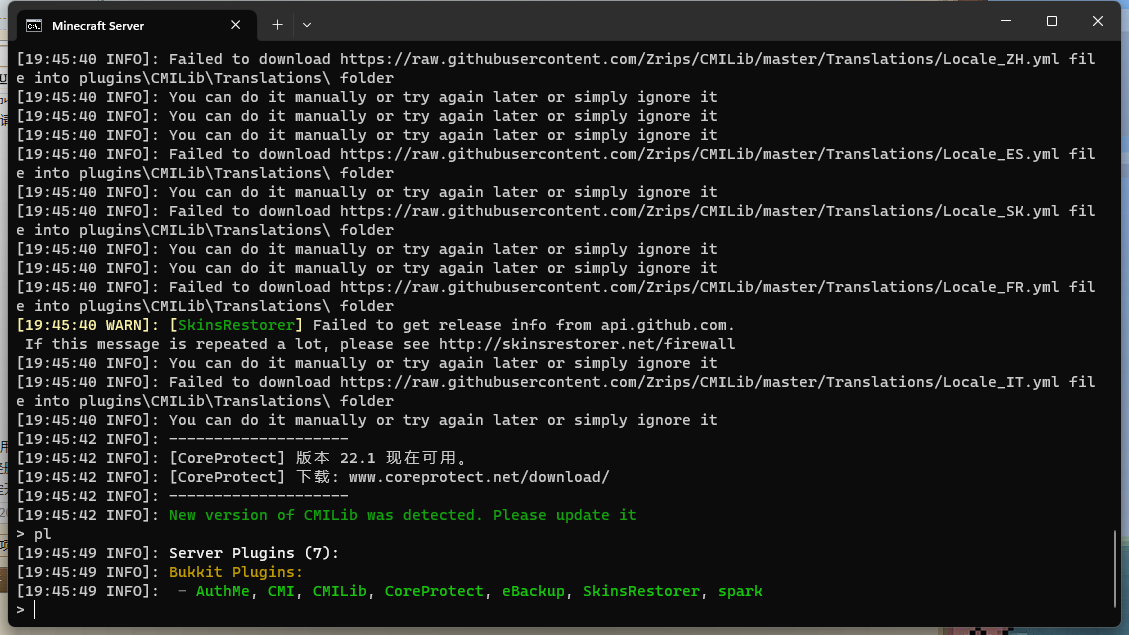 Minecraft Server
[19:45:40 INFO]: Failed to download https://raw.githubusercontent.com/Zrips/CMILib/master/Translations/Locale_ZH.yml fil
e into plugins\CMILib\Translations\ folder
[19:45:40 INFO]: You can do it manually or try again later or simply ignore it
[19:45:40 INFO]: You can do it manually or try again later or simply ignore it
[19:45:40 INFO]: You can do it manually or try again later or simply ignore it
[19:45:40 INFO]: Failed to download https://raw.githubusercontent.com/Zrips/CMILib/master/Translations/Locale_ES.yml fil
e into plugins\CMILib\Translations\ folder
[19:45:40 INFO]: You can do it manually or try again later or simply ignore it
[19:45:40 INFO]: Failed to download https://raw.githubusercontent.com/Zrips/CMILib/master/Translations/Locale_SK.yml fil
e into plugins\CMILib\Translations\ folder
[19:45:40 INFO]: You can do it manually or try again later or simply ignore it
[19:45:40 INFO]: You can do it manually or try again later or simply ignore it
[19:45:40 INFO]: Failed to download https://raw.githubusercontent.com/Zrips/CMILib/master/Translations/Locale_FR.yml fil
e into plugins\CMILib\Translations\ folder
[19:45:40 WARN]: [SkinsRestorer] Failed to get release info from api.github.com.
 If this message is repeated a lot, please see http://skinsrestorer.net/firewall
[19:45:40 INFO]: You can do it manually or try again later or simply ignore it
[19:45:40 INFO]: Failed to download https://raw.githubusercontent.com/Zrips/CMILib/master/Translations/Locale_IT.yml fil
e into plugins\CMILib\Translations\ folder
[19:45:40 INFO]: You can do it manually or try again later or simply ignore it
[19:45:42 INFO]: --------------------
[19:45:42 INFO]: [CoreProtect] 版本 22.1 现在可用。
[19:45:42 INFO]: [CoreProtect] 下载: www.coreprotect.net/download/
[19:45:42 INFO]: --------------------
[19:45:42 INFO]: New version of CMILib was detected. Please update it
> pl
[19:45:49 INFO]: Server Plugins (7):
[19:45:49 INFO]: Bukkit Plugins:
[19:45:49 INFO]:  - AuthMe, CMI, CMILib, CoreProtect, eBackup, SkinsRestorer, spark
>